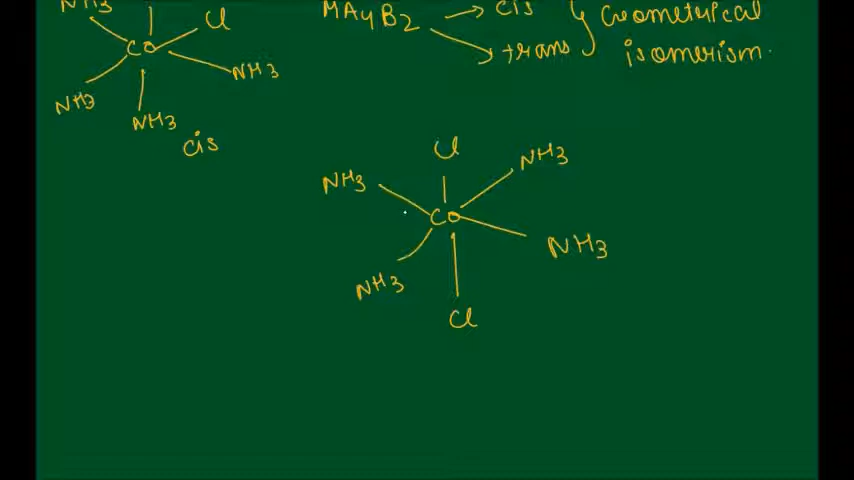 NH3 Cl
Co
NH3
NH3
NH3
cis
MA4B2 → cis
→ trans
Geometrical
isomerism.
Cl
NH3 NH3
Co
NH3
NH3
Cl